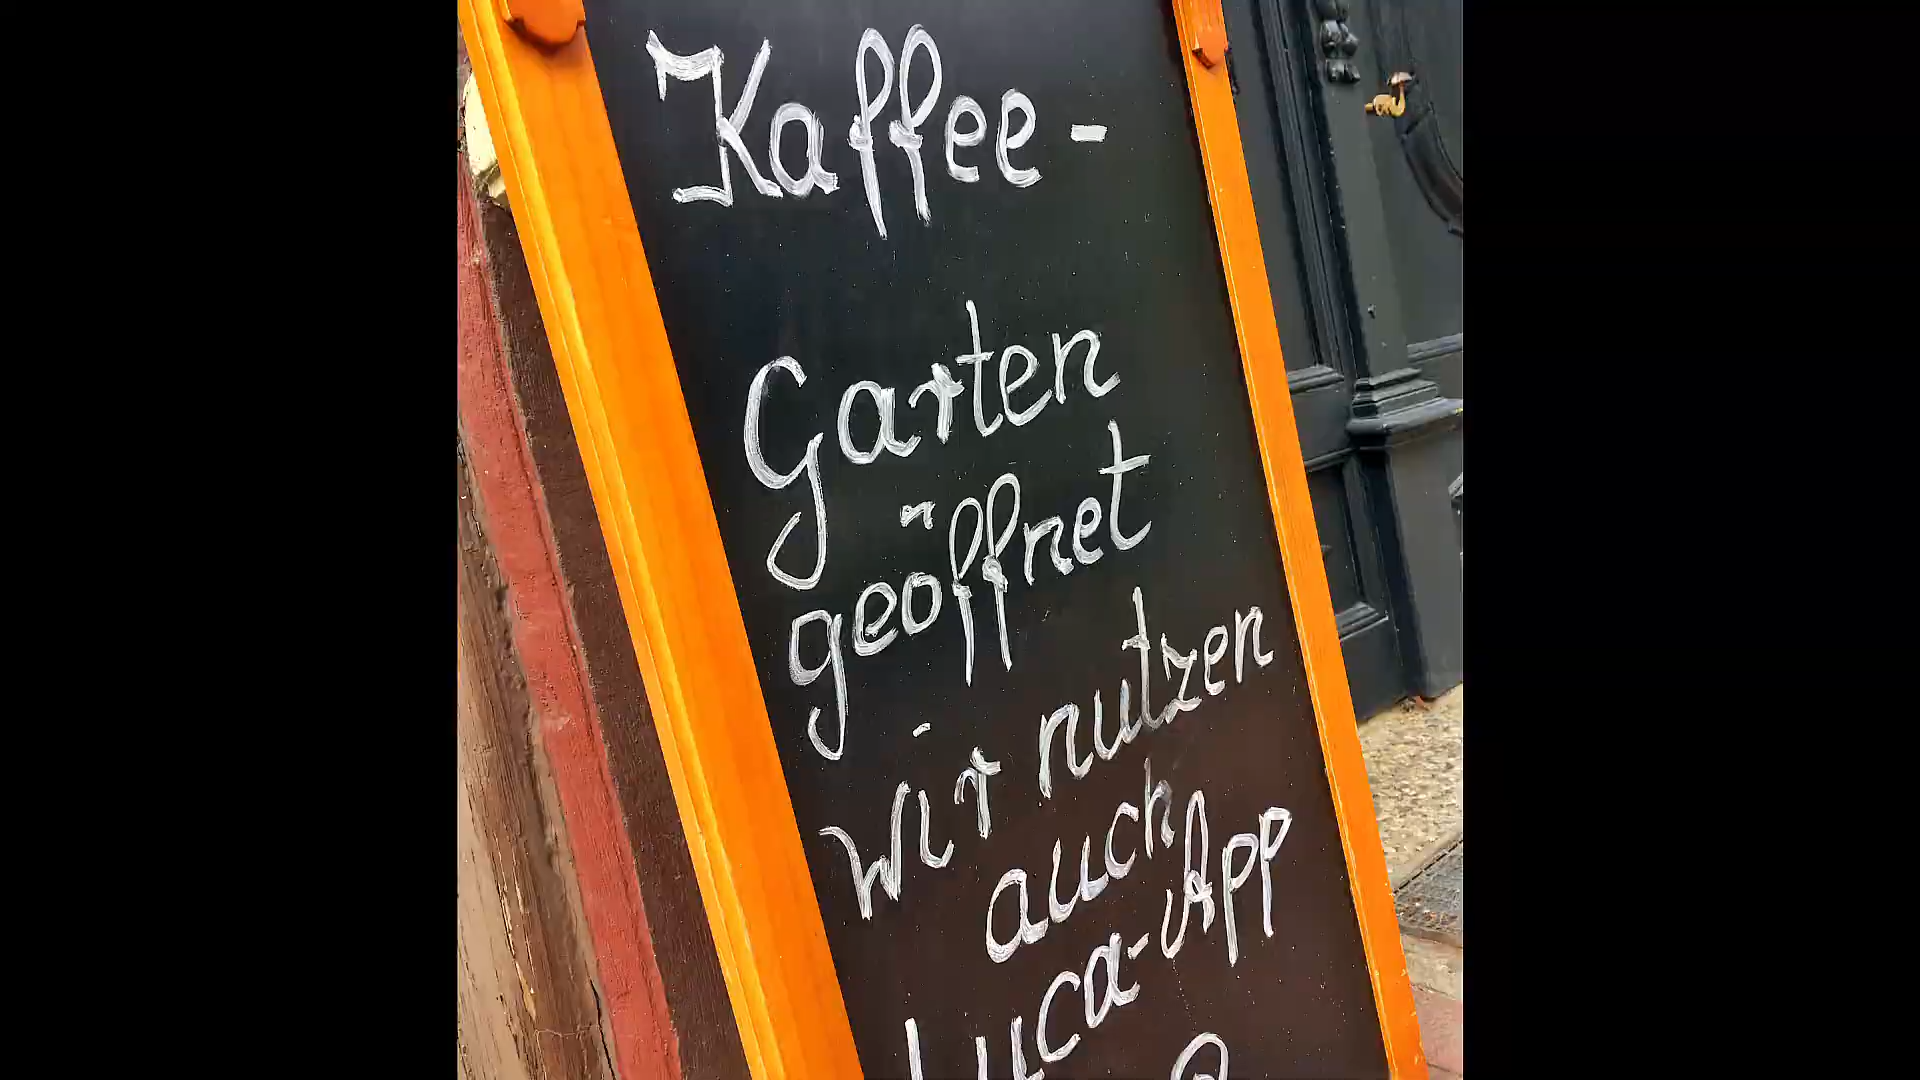 Kaffee-
Garten
geöffnet
wir nutzen
auch
Luca-App